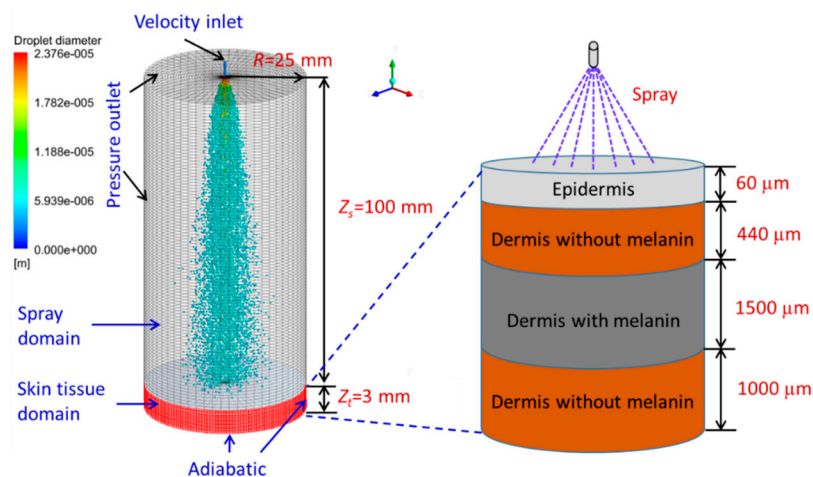 Velocity inlet
Droplet diameter
2.376e-005
1.782e-005
1.188e-005
5.939e-006
0.000e+000
[m]
R=25 mm
Pressure outlet
Zs=100 mm
Spray
domain
Skin tissue
domain
Zt=3 mm
Adiabatic
Spray
Epidermis
60 μm
Dermis without melanin
440 μm
Dermis with melanin
1500 μm
Dermis without melanin
1000 μm